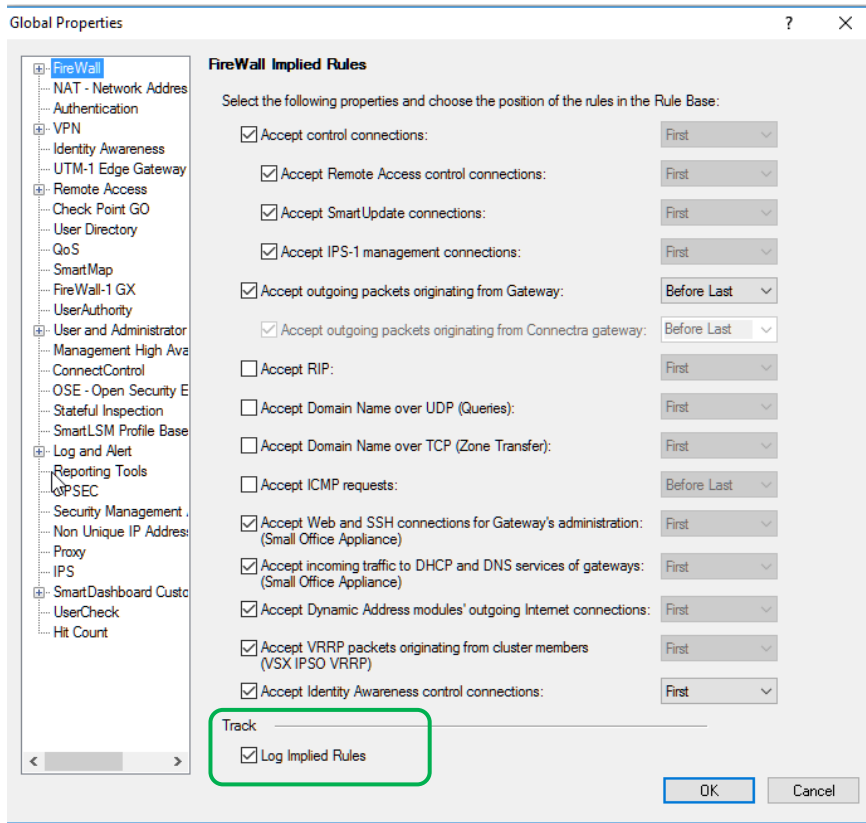 Global Properties
?
FireWall
NAT - Network Addres
Authentication
VPN
Identity Awareness
UTM-1 Edge Gateway
Remote Access
Check Point GO
User Directory
QoS
SmartMap
FireWall-1 GX
UserAuthority
User and Administrator
Management High Ava
ConnectControl
OSE - Open Security E
Stateful Inspection
SmartLSM Profile Base
Log and Alert
Reporting Tools
OPSEC
Security Management
Non Unique IP Address
Proxy
IPS
SmartDashboard Custo
UserCheck
Hit Count
FireWall Implied Rules
Select the following properties and choose the position of the rules in the Rule Base:
Accept control connections: First
Accept Remote Access control connections: First
Accept SmartUpdate connections: First
Accept IPS-1 management connections: First
Accept outgoing packets originating from Gateway: Before Last
Accept outgoing packets originating from Connectra gateway: Before Last
Accept RIP: First
Accept Domain Name over UDP (Queries): First
Accept Domain Name over TCP (Zone Transfer): First
Accept ICMP requests: Before Last
Accept Web and SSH connections for Gateway's administration: First
(Small Office Appliance)
Accept incoming traffic to DHCP and DNS services of gateways: First
(Small Office Appliance)
Accept Dynamic Address modules' outgoing Internet connections: First
Accept VRRP packets originating from cluster members First
(VSX IPSO VRRP)
Accept Identity Awareness control connections: First
Track
Log Implied Rules
OK
Cancel